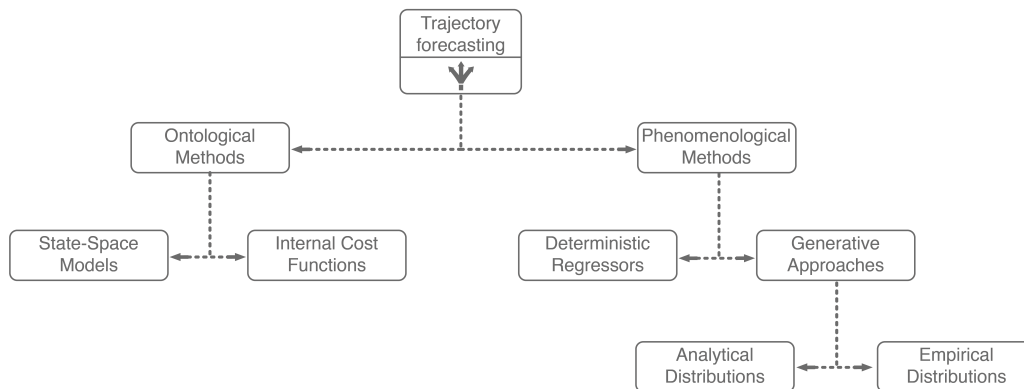 Trajectory
forecasting
Ontological
Methods
Phenomenological
Methods
State-Space
Models
Internal Cost
Functions
Deterministic
Regressors
Generative
Approaches
Analytical
Distributions
Empirical
Distributions